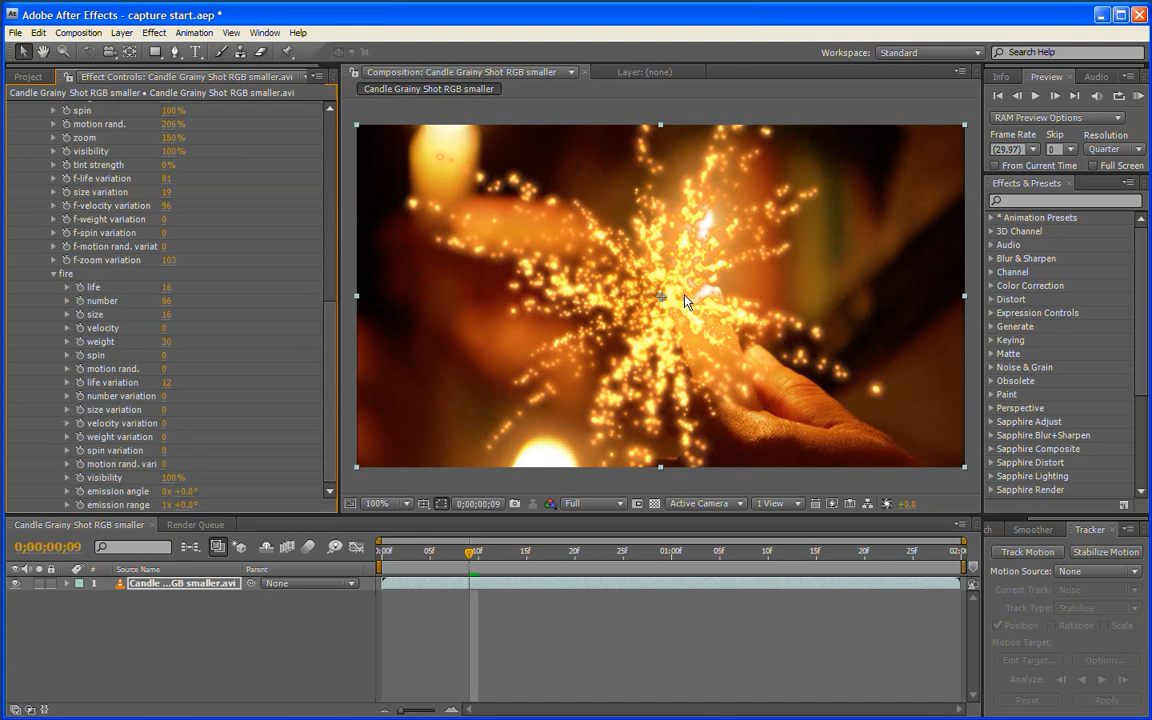 Adobe After Effects - capture start.aep *
File Edit Composition Layer Effect Animation View Window Help
Workspace: Standard Search Help
Project Effect Controls: Candle Grainy Shot RGB smaller.avi
Candle Grainy Shot RGB smaller • Candle Grainy Shot RGB smaller.avi
spin 100%
motion rand. 206%
zoom 150%
visibility 100%
tint strength 0%
f-life variation 81
size variation 19
f-velocity variation 96
f-weight variation 0
f-spin variation 0
f-motion rand. variat 0
f-zoom variation 103
fire
life 16
number 96
size 16
velocity 0
weight 30
spin 0
motion rand. 0
life variation 12
number variation 0
size variation 0
velocity variation 0
weight variation 0
spin variation 0
motion rand. vari 0
visibility 100%
emission angle 0x +0.0°
emission range 1x +0.0°
Composition: Candle Grainy Shot RGB smaller Layer: (none)
Candle Grainy Shot RGB smaller
100% 0;00;00;09 Full Active Camera 1 View +0.0
Info Preview Audio
RAM Preview Options
Frame Rate Skip Resolution
(29.97) 0 Quarter
From Current Time Full Screen
Effects & Presets
* Animation Presets
3D Channel
Audio
Blur & Sharpen
Channel
Color Correction
Distort
Expression Controls
Generate
Keying
Matte
Noise & Grain
Obsolete
Paint
Perspective
Sapphire Adjust
Sapphire Blur+Sharpen
Sapphire Composite
Sapphire Distort
Sapphire Lighting
Sapphire Render
Candle Grainy Shot RGB smaller Render Queue
0;00;00;09
0:00f 05f 10f 15f 20f 25f 01:00f 05f 10f 15f 20f 25f 02:0
# Source Name Parent
1 Candle ...GB smaller.avi None
ch Smoother Tracker
Track Motion Stabilize Motion
Motion Source: None
Current Track: None
Track Type: Stabilize
Position Rotation Scale
Motion Target:
Edit Target... Options...
Analyze:
Reset Apply